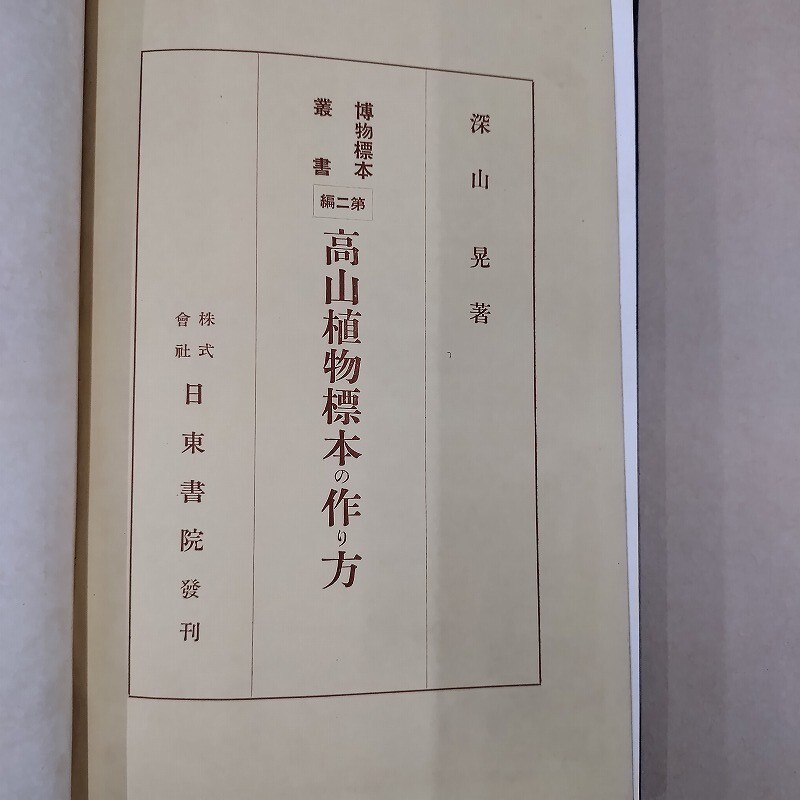 深山晃著
博物標本
叢書
第二編
高山植物標本の作り方
株式
會社
日東書院發刊